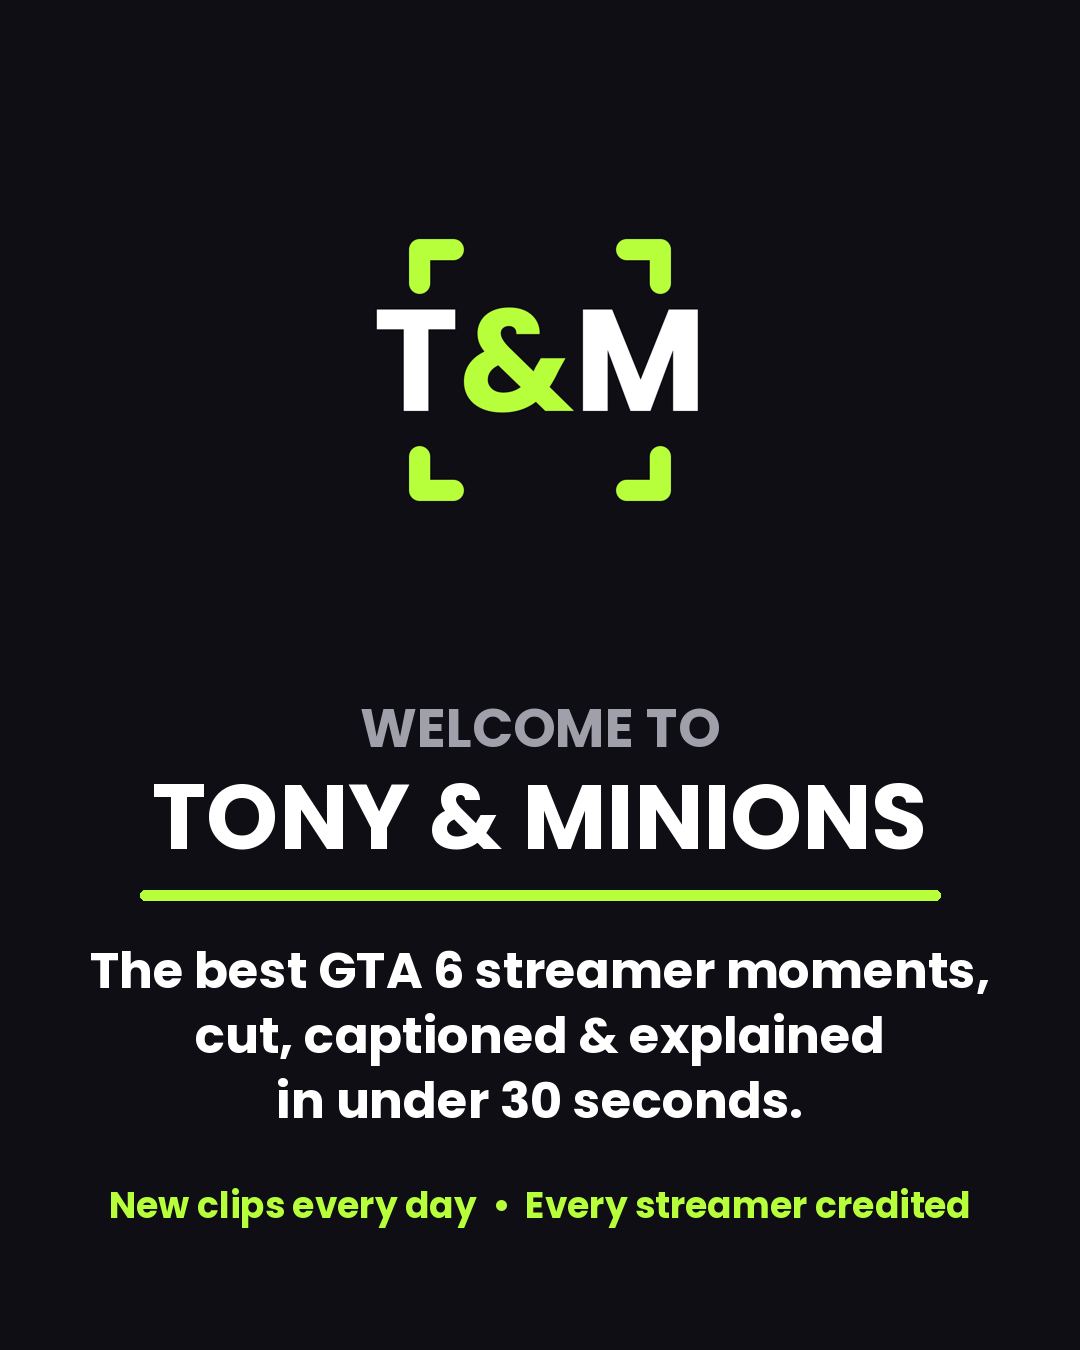 T&M
WELCOME TO
TONY & MINIONS
The best GTA 6 streamer moments,
cut, captioned & explained
in under 30 seconds.
New clips every day • Every streamer credited